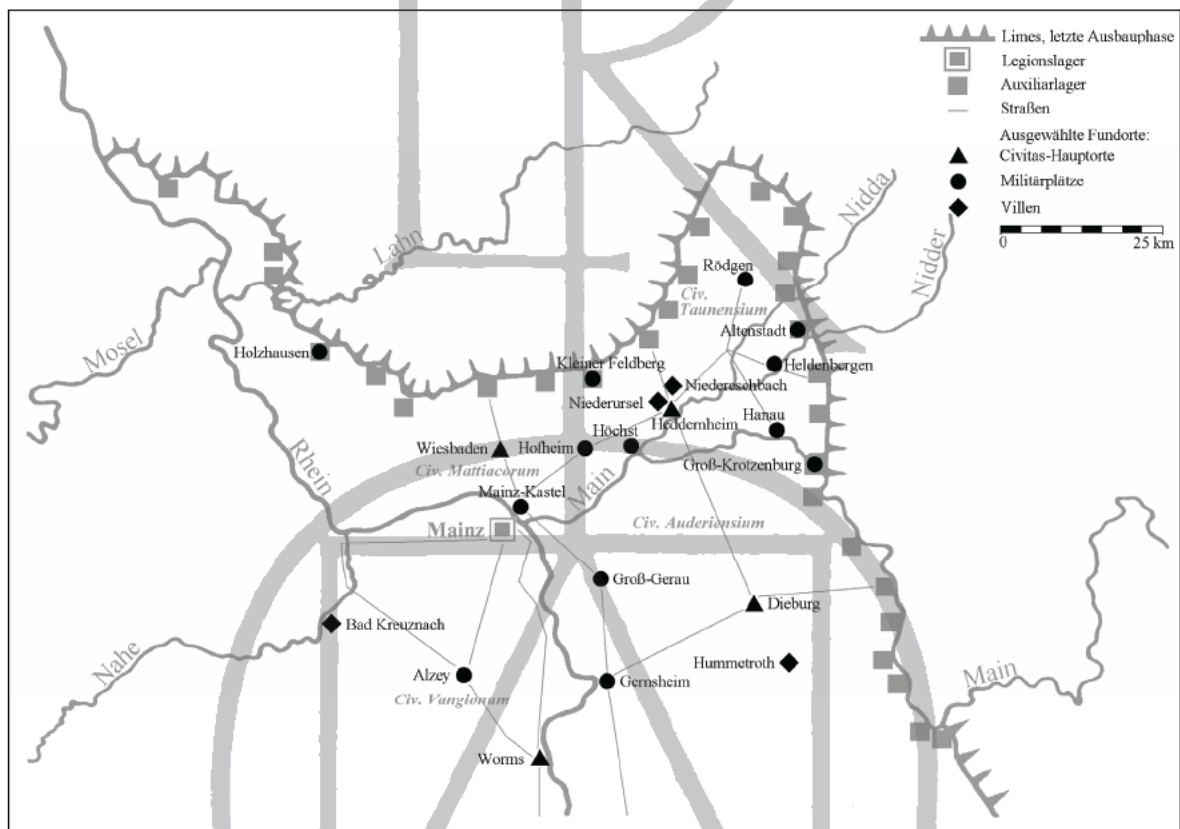 Limes, letzte Ausbauphase
Legionslager
Auxiliarlager
Straßen
Ausgewählte Fundorte:
Civitas-Hauptorte
Militärplätze
Villen
0 25 km
Nidda
Nidder
Lahn
Rödgen
Civ.
Taunensium
Altenstadt
Mosel
Holzhausen
Kleiner Feldberg
Heldenbergen
Niedereschbach
Niederursel
Heddernheim
Hanau
Höchst
Wiesbaden
Hofheim
Groß-Krotzenburg
Rhein
Civ. Mattiacorum
Main
Mainz-Kastel
Mainz
Civ. Auderiensium
Groß-Gerau
Dieburg
Bad Kreuznach
Nahe
Hummetroth
Main
Alzey
Gernsheim
Civ. Vangionum
Worms